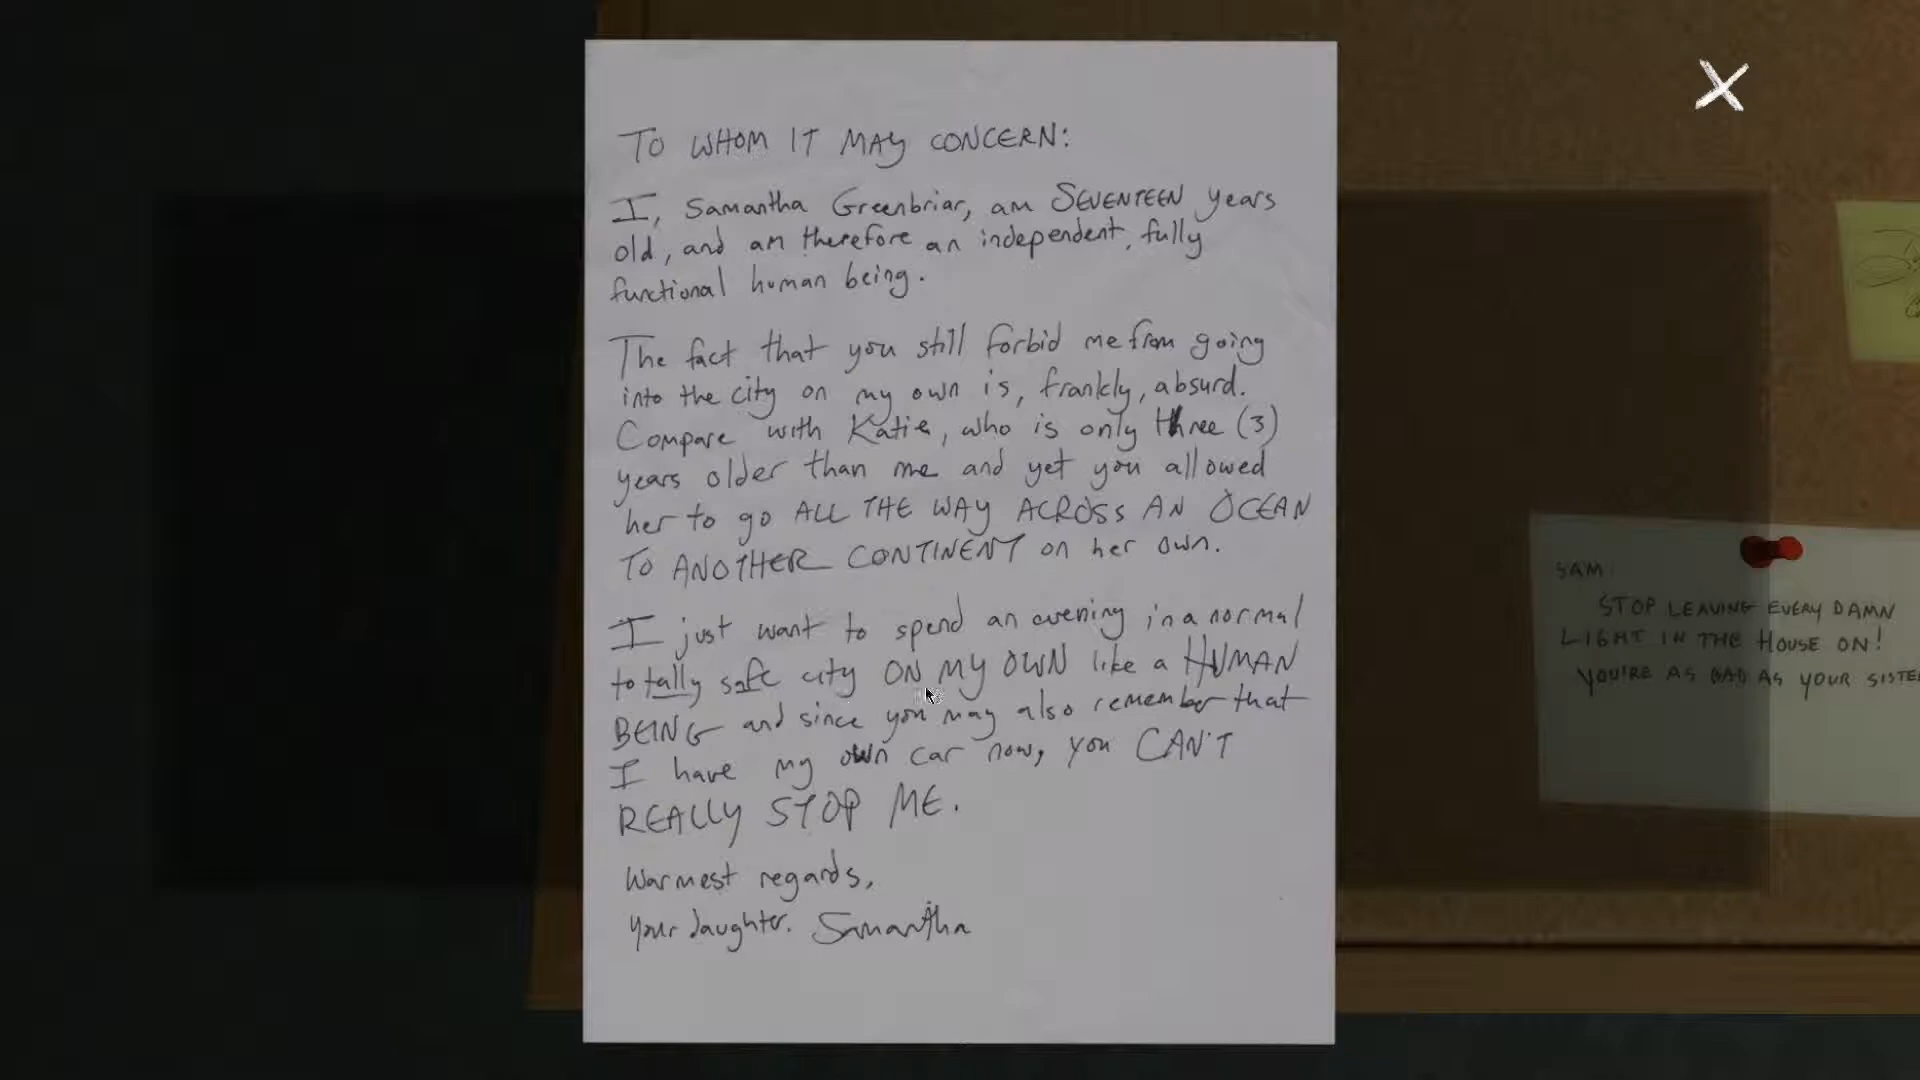 TO WHOM IT MAY CONCERN:
I, Samantha Greenbriar, am SEVENTEEN years
old, and am therefore an independent, fully
functional human being.
The fact that you still forbid me from going
into the city on my own is, frankly, absurd.
Compare with Katie, who is only three (3)
years older than me and yet you allowed
her to go ALL THE WAY ACROSS AN OCEAN
TO ANOTHER CONTINENT on her own.
I just want to spend an evening in a normal
totally safe city ON MY OWN like a HUMAN
BEING and since you may also remember that
I have my own car now, you CAN'T
REALLY STOP ME.
Warmest regards,
Your daughter. Samantha
SAM:
STOP LEAVING EVERY DAMN
LIGHT IN THE HOUSE ON!
YOU'RE AS BAD AS YOUR SISTE